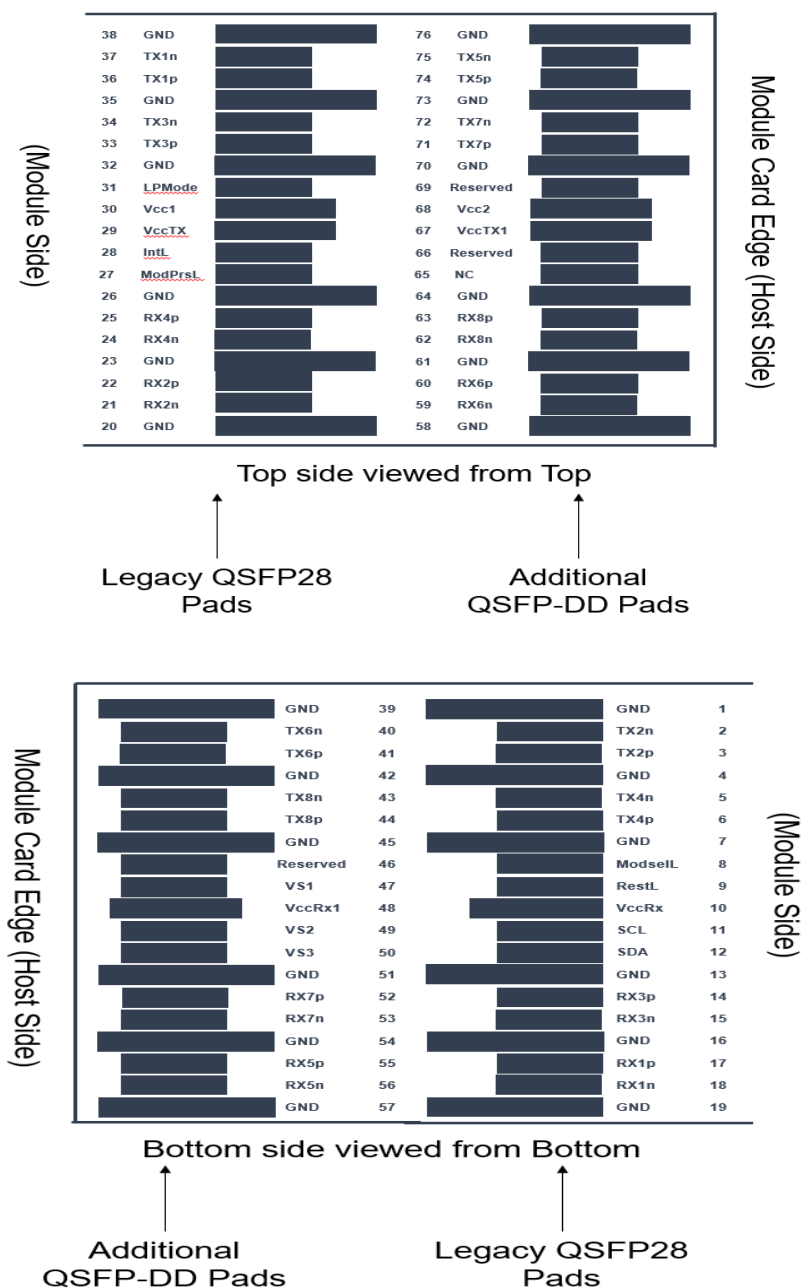 38 GND 76 GND
37 TX1n 75 TX5n
36 TX1p 74 TX5p
35 GND 73 GND
34 TX3n 72 TX7n
33 TX3p 71 TX7p
32 GND 70 GND
31 LPMode 69 Reserved
30 Vcc1 68 Vcc2
29 VccTX 67 VccTX1
28 IntL 66 Reserved
27 ModPrsL 65 NC
26 GND 64 GND
25 RX4p 63 RX8p
24 RX4n 62 RX8n
23 GND 61 GND
22 RX2p 60 RX6p
21 RX2n 59 RX6n
20 GND 58 GND
(Module Side)
Module Card Edge (Host Side)
Top side viewed from Top
Legacy QSFP28
Pads
Additional
QSFP-DD Pads
GND 39 GND 1
TX6n 40 TX2n 2
TX6p 41 TX2p 3
GND 42 GND 4
TX8n 43 TX4n 5
TX8p 44 TX4p 6
GND 45 GND 7
Reserved 46 ModselL 8
VS1 47 RestL 9
VccRx1 48 VccRx 10
VS2 49 SCL 11
VS3 50 SDA 12
GND 51 GND 13
RX7p 52 RX3p 14
RX7n 53 RX3n 15
GND 54 GND 16
RX5p 55 RX1p 17
RX5n 56 RX1n 18
GND 57 GND 19
Module Card Edge (Host Side)
(Module Side)
Bottom side viewed from Bottom
Additional
QSFP-DD Pads
Legacy QSFP28
Pads